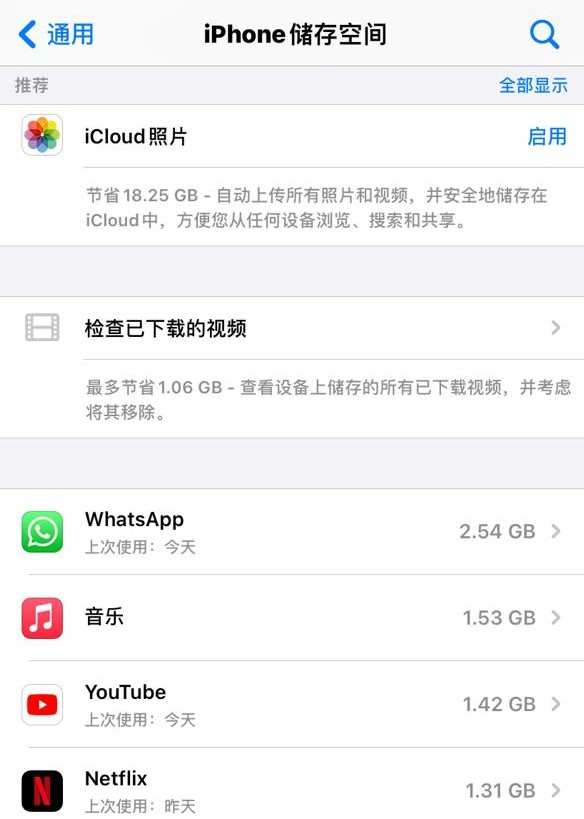 通用
iPhone储存空间
推荐
全部显示
iCloud照片
启用
节省18.25 GB - 自动上传所有照片和视频，并安全地储存在
iCloud中，方便您从任何设备浏览、搜索和共享。
检查已下载的视频
最多节省1.06 GB - 查看设备上储存的所有已下载视频，并考虑
将其移除。
WhatsApp
2.54 GB
上次使用：今天
音乐
1.53 GB
YouTube
1.42 GB
上次使用：今天
Netflix
1.31 GB
上次使用：昨天